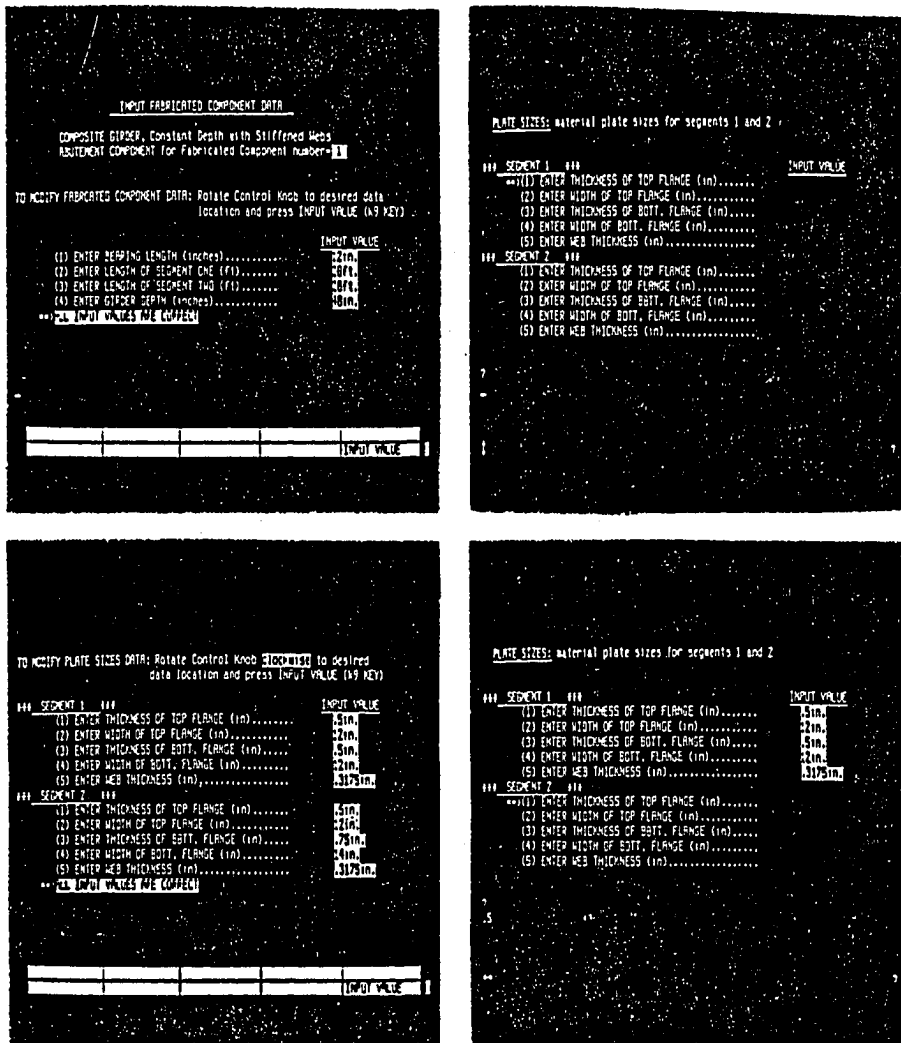 INPUT FABRICATED COMPONENT DATA
COMPOSITE GIRDER, Constant Depth with Stiffened Webs
ABUTEMENT COMPONENT for Fabricated Component number= 1
TO MODIFY FABRICATED COMPONENT DATA: Rotate Control Knob to desired data
location and press INPUT VALUE (k9 KEY)
INPUT VALUE
(1) ENTER BEARING LENGTH (inches)...........
(2) ENTER LENGTH OF SEGMENT ONE (ft).......
(3) ENTER LENGTH OF SEGMENT TWO (ft).......
(4) ENTER GIRDER DEPTH (inches)............. 48in.
ALL INPUT VALUES ARE CORRECT
INPUT VALUE
PLATE SIZES: material plate sizes for segments 1 and 2
### SEGMENT 1 ###
INPUT VALUE
==>(1) ENTER THICKNESS OF TOP FLANGE (in).......
(2) ENTER WIDTH OF TOP FLANGE (in)...........
(3) ENTER THICKNESS OF BOTT. FLANGE (in).....
(4) ENTER WIDTH OF BOTT. FLANGE (in).........
(5) ENTER WEB THICKNESS (in)................
### SEGMENT 2 ###
(1) ENTER THICKNESS OF TOP FLANGE (in).......
(2) ENTER WIDTH OF TOP FLANGE (in)...........
(3) ENTER THICKNESS OF BOTT. FLANGE (in).....
(4) ENTER WIDTH OF BOTT. FLANGE (in).........
(5) ENTER WEB THICKNESS (in)................
?
TO MODIFY PLATE SIZES DATA: Rotate Control Knob clockwise to desired
data location and press INPUT VALUE (k9 KEY)
### SEGMENT 1 ###
INPUT VALUE
(1) ENTER THICKNESS OF TOP FLANGE (in)....... .5in.
(2) ENTER WIDTH OF TOP FLANGE (in)...........
(3) ENTER THICKNESS OF BOTT. FLANGE (in)..... .5in.
(4) ENTER WIDTH OF BOTT. FLANGE (in).........
(5) ENTER WEB THICKNESS (in)................ .3175in.
### SEGMENT 2 ###
(1) ENTER THICKNESS OF TOP FLANGE (in)....... .5in.
(2) ENTER WIDTH OF TOP FLANGE (in)...........
(3) ENTER THICKNESS OF BOTT. FLANGE (in)..... .75in.
(4) ENTER WIDTH OF BOTT. FLANGE (in).........
(5) ENTER WEB THICKNESS (in)................ .3175in.
ALL INPUT VALUES ARE CORRECT
INPUT VALUE
PLATE SIZES: material plate sizes for segments 1 and 2
### SEGMENT 1 ###
INPUT VALUE
(1) ENTER THICKNESS OF TOP FLANGE (in)....... .5in.
(2) ENTER WIDTH OF TOP FLANGE (in)...........
(3) ENTER THICKNESS OF BOTT. FLANGE (in)..... .5in.
(4) ENTER WIDTH OF BOTT. FLANGE (in).........
(5) ENTER WEB THICKNESS (in)................ .3175in.
### SEGMENT 2 ###
==>(1) ENTER THICKNESS OF TOP FLANGE (in).......
(2) ENTER WIDTH OF TOP FLANGE (in)...........
(3) ENTER THICKNESS OF BOTT. FLANGE (in).....
(4) ENTER WIDTH OF BOTT. FLANGE (in).........
(5) ENTER WEB THICKNESS (in)................
?
.5